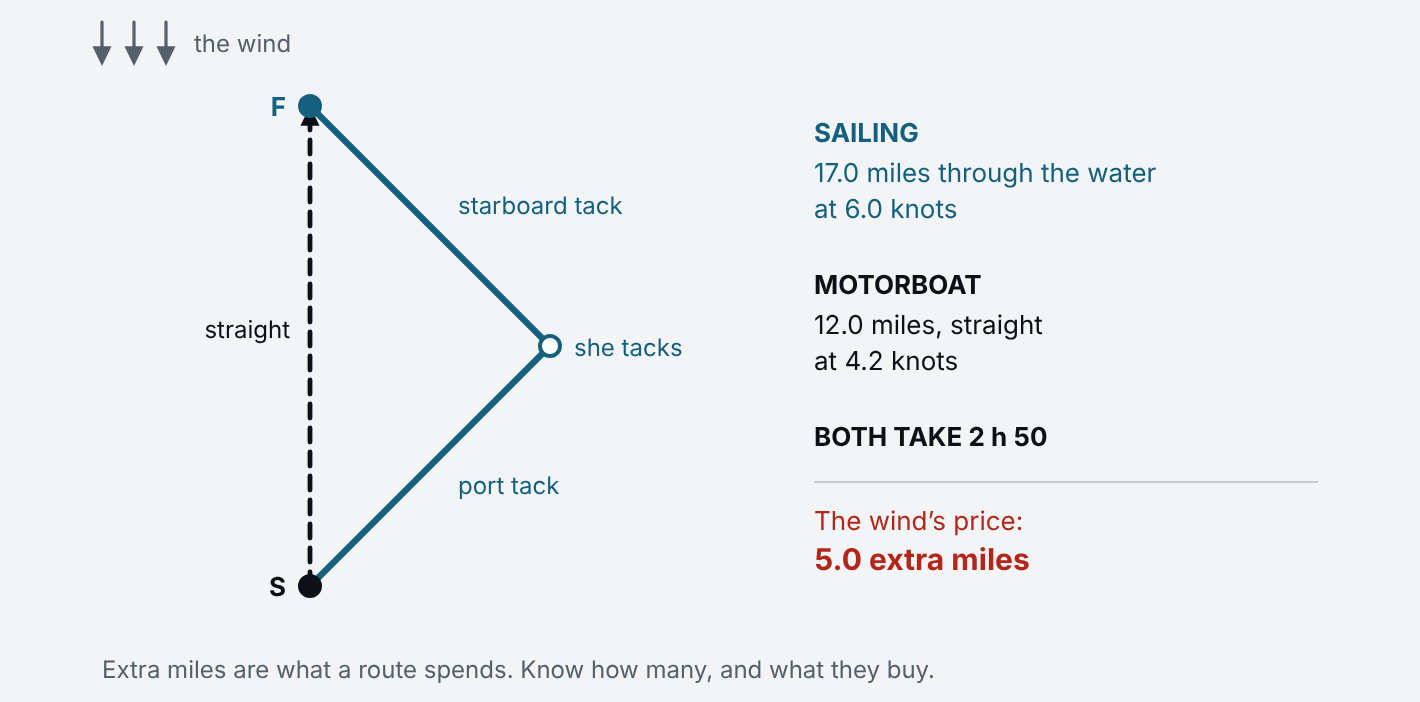 the wind
F
starboard tack
straight
she tacks
port tack
S
SAILING
17.0 miles through the water
at 6.0 knots
MOTORBOAT
12.0 miles, straight
at 4.2 knots
BOTH TAKE 2 h 50
The wind’s price:
5.0 extra miles
Extra miles are what a route spends. Know how many, and what they buy.